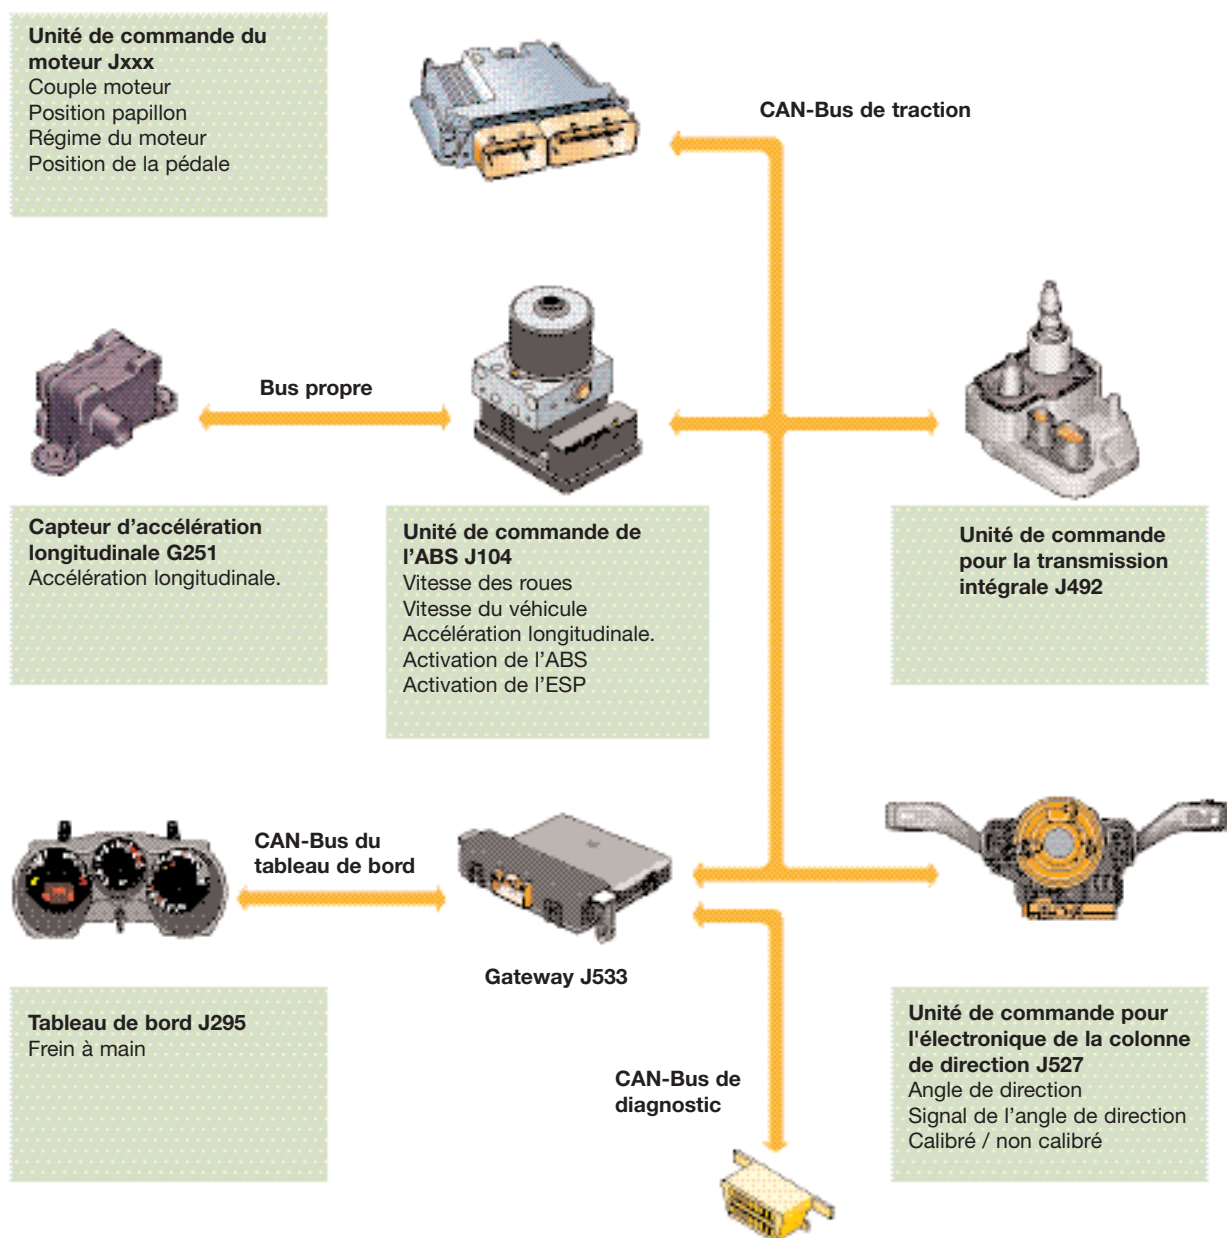 Unité de commande du
moteur Jxxx
Couple moteur
Position papillon
Régime du moteur
Position de la pédale
CAN-Bus de traction
Bus propre
Capteur d’accélération
longitudinale G251
Accélération longitudinale.
Unité de commande de
l’ABS J104
Vitesse des roues
Vitesse du véhicule
Accélération longitudinale.
Activation de l’ABS
Activation de l’ESP
Unité de commande
pour la transmission
intégrale J492
CAN-Bus du
tableau de bord
Gateway J533
Tableau de bord J295
Frein à main
CAN-Bus de
diagnostic
Unité de commande pour
l'électronique de la colonne
de direction J527
Angle de direction
Signal de l’angle de direction
Calibré / non calibré